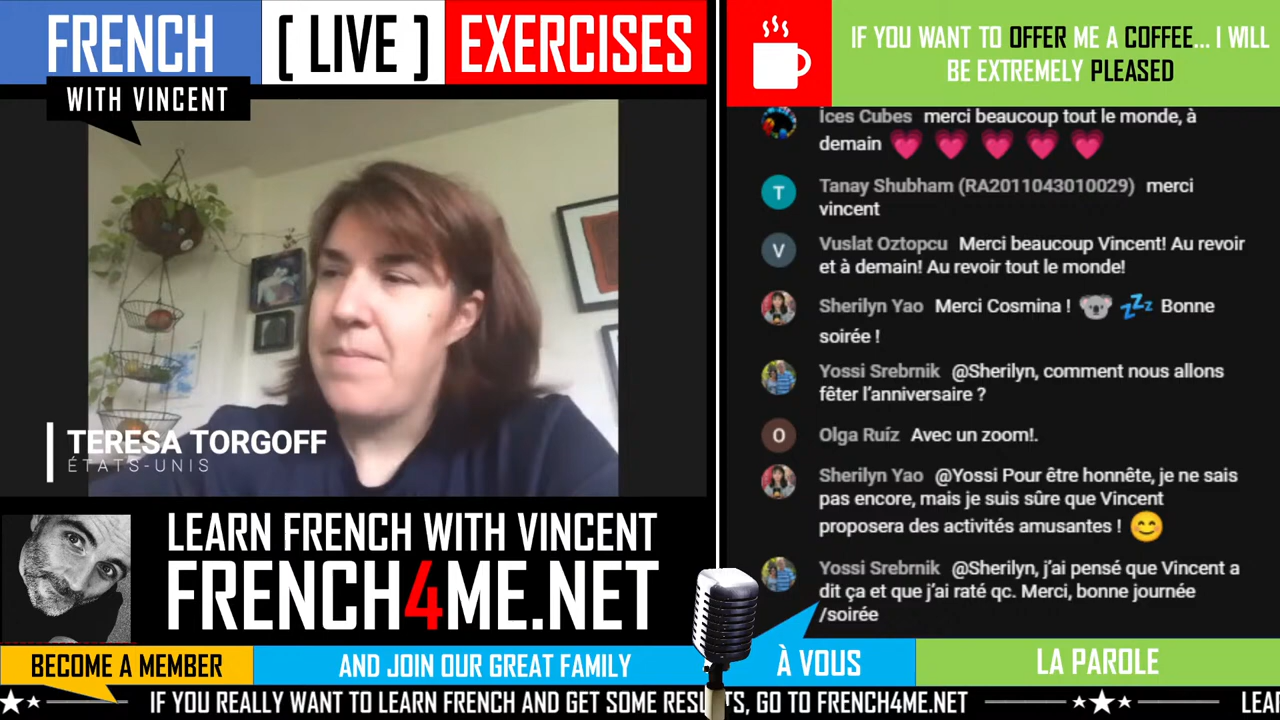 FRENCH
[ LIVE ]
EXERCISES
WITH VINCENT
IF YOU WANT TO OFFER ME A COFFEE... I WILL
BE EXTREMELY PLEASED
TERESA TORGOFF
ÉTATS-UNIS
Ices Cubes merci beaucoup tout le monde, à
demain
T
Tanay Shubham (RA2011043010029) merci
vincent
V
Vuslat Oztopcu Merci beaucoup Vincent! Au revoir
et à demain! Au revoir tout le monde!
Sherilyn Yao Merci Cosmina ! 💤 Bonne
soirée !
Yossi Srebrnik @Sherilyn, comment nous allons
fêter l'anniversaire ?
O
Olga Ruíz Avec un zoom!.
Sherilyn Yao @Yossi Pour être honnête, je ne sais
pas encore, mais je suis sûre que Vincent
proposera des activités amusantes !
Yossi Srebrnik @Sherilyn, j'ai pensé que Vincent a
dit ça et que j'ai raté qc. Merci, bonne journée
/soirée
LEARN FRENCH WITH VINCENT
FRENCH4ME.NET
BECOME A MEMBER
AND JOIN OUR GREAT FAMILY
À VOUS
LA PAROLE
IF YOU REALLY WANT TO LEARN FRENCH AND GET SOME RESULTS, GO TO FRENCH4ME.NET
LEA